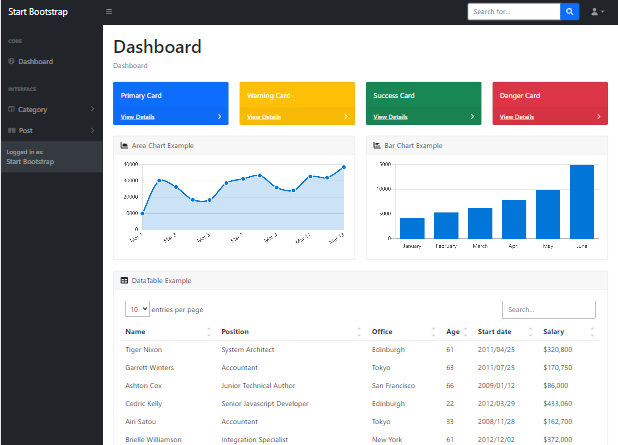 Start Bootstrap
Search for...
CORE
Dashboard
INTERFACE
Category
Post
Logged in as:
Start Bootstrap
Dashboard
Dashboard
Primary Card
Warning Card
Success Card
Danger Card
View Details
View Details
View Details
View Details
Area Chart Example
40000
30000
20000
10000
0
Mar 1
Mar 3
Mar 5
Mar 7
Mar 9
Mar 11
Mar 13
Bar Chart Example
15000
10000
5000
0
January
February
March
April
May
June
DataTable Example
10 entries per page
Search...
Name Position Office Age Start date Salary
Tiger Nixon System Architect Edinburgh 61 2011/04/25 $320,800
Garrett Winters Accountant Tokyo 63 2011/07/25 $170,750
Ashton Cox Junior Technical Author San Francisco 66 2009/01/12 $86,000
Cedric Kelly Senior Javascript Developer Edinburgh 22 2012/03/29 $433,060
Airi Satou Accountant Tokyo 33 2008/11/28 $162,700
Brielle Williamson Integration Specialist New York 61 2012/12/02 $372,000